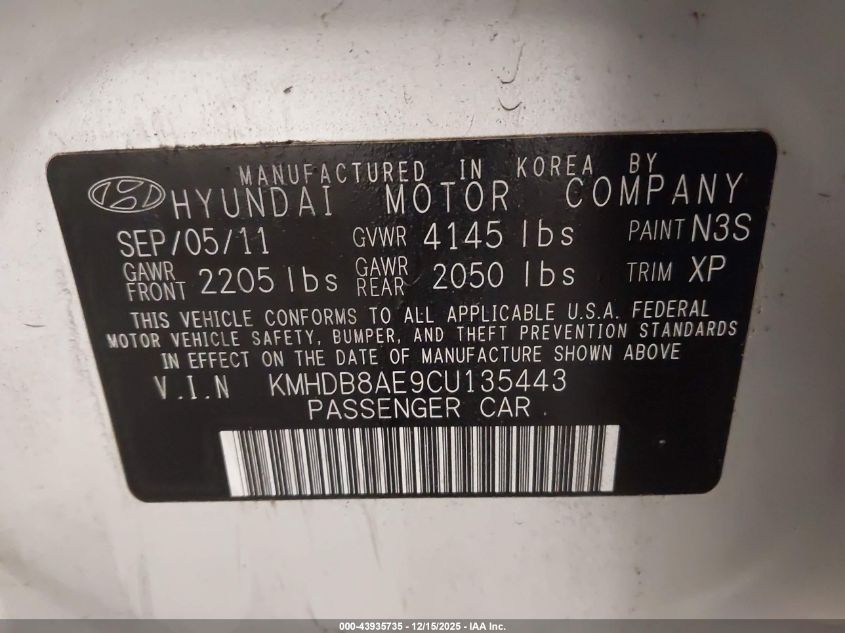 MANUFACTURED IN KOREA BY
HYUNDAI MOTOR COMPANY
SEP/05/11 GVWR 4145 lbs PAINT N3S
GAWR FRONT 2205 lbs GAWR REAR 2050 lbs TRIM XP
THIS VEHICLE CONFORMS TO ALL APPLICABLE U.S.A. FEDERAL
MOTOR VEHICLE SAFETY, BUMPER, AND THEFT PREVENTION STANDARDS
IN EFFECT ON THE DATE OF MANUFACTURE SHOWN ABOVE
V.I.N KMHDB8AE9CU135443
PASSENGER CAR
000-43935735 - 12/15/2025 - IAA Inc.